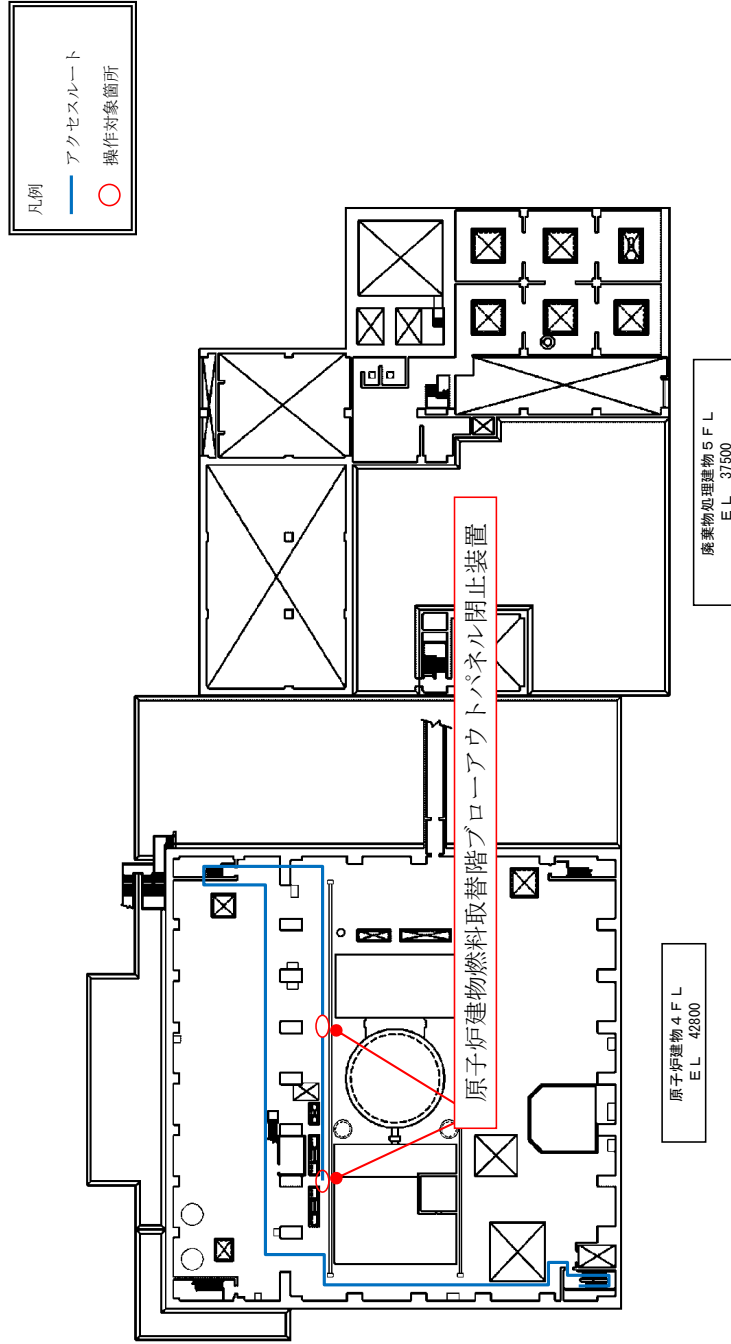 凡例
アクセスルート
操作対象箇所
原子炉建物燃料取替階ブローアウトパネル閉止装置
原子炉建物４ＦＬ
ＥＬ 42800
廃棄物処理建物５ＦＬ
ＥＬ 37500